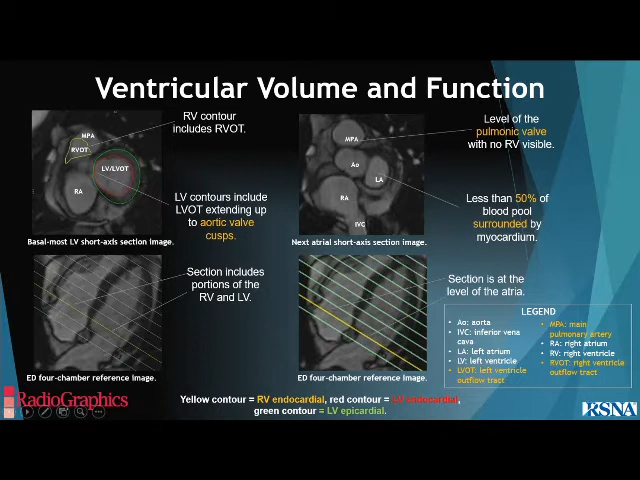 Ventricular Volume and Function
MPA
RVOT
LV/LVOT
RA
RV contour
includes RVOT.
LV contours include
LVOT extending up
to aortic valve
cusps.
Basal-most LV short-axis section image.
MPA
Ao
LA
RA
IVC
Level of the
pulmonic valve
with no RV visible.
Less than 50% of
blood pool
surrounded by
myocardium.
Next atrial short-axis section image.
Section includes
portions of the
RV and LV.
ED four-chamber reference image.
Section is at the
level of the atria.
ED four-chamber reference image.
LEGEND
Ao: aorta
IVC: inferior vena
cava
LA: left atrium
LV: left ventricle
LVOT: left ventricle
outflow tract
MPA: main
pulmonary artery
RA: right atrium
RV: right ventricle
RVOT: right ventricle
outflow tract
Yellow contour = RV endocardial, red contour = LV endocardial,
green contour = LV epicardial.
RadioGraphics
RSNA